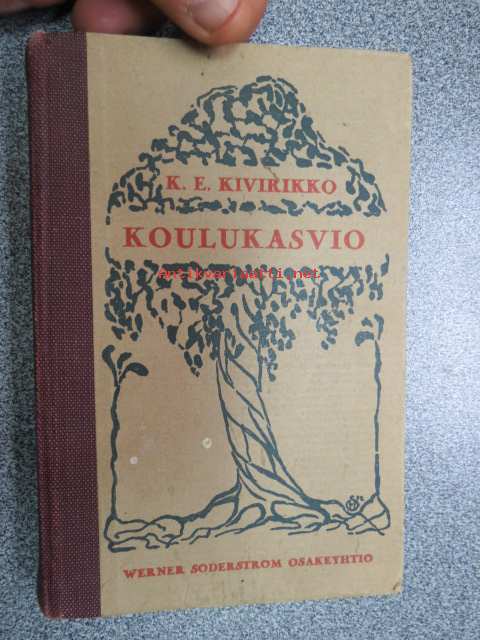 K. E. KIVIRIKKO
KOULUKASVIO
antikvariaatti.net
WERNER SODERSTROM OSAKEYHTIO